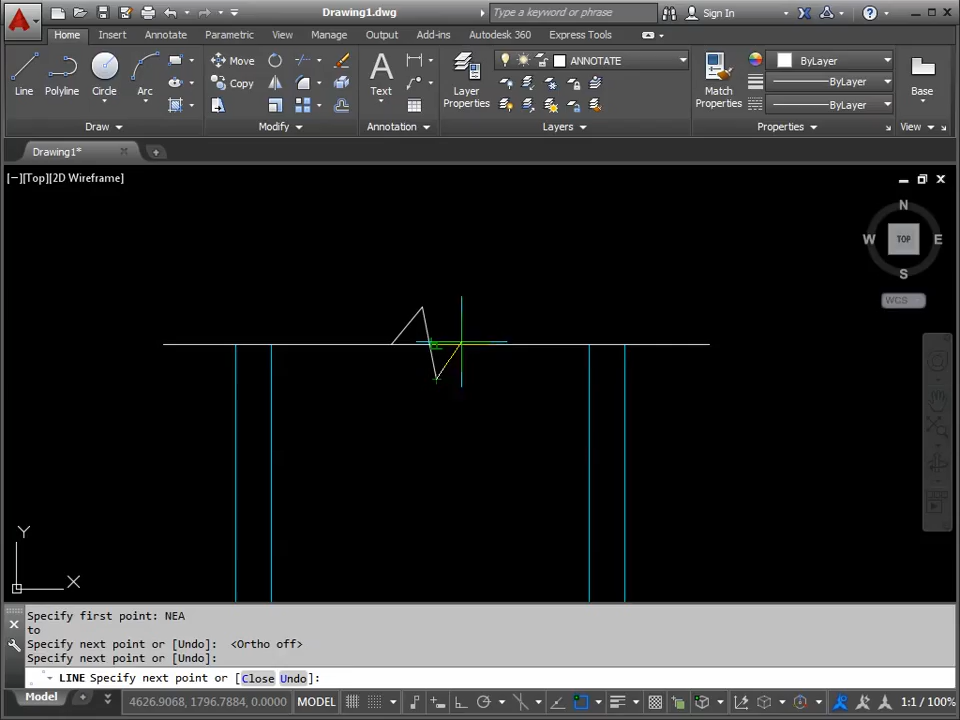 Drawing1.dwg
Type a keyword or phrase
Sign In
Home Insert Annotate Parametric View Manage Output Add-ins Autodesk 360 Express Tools
Line Polyline Circle Arc
Move
Copy
Text
Layer Properties
ANNOTATE
Match Properties
ByLayer
ByLayer
ByLayer
Base
Draw Modify Annotation Layers Properties View
Drawing1*
[−][Top][2D Wireframe]
N
W TOP E
S
WCS
Y
X
Specify first point: NEA
to
Specify next point or [Undo]:  <Ortho off>
Specify next point or [Undo]:
LINE Specify next point or [Close Undo]:
Model 4626.9068, 1796.7884, 0.0000 MODEL 1:1 / 100%